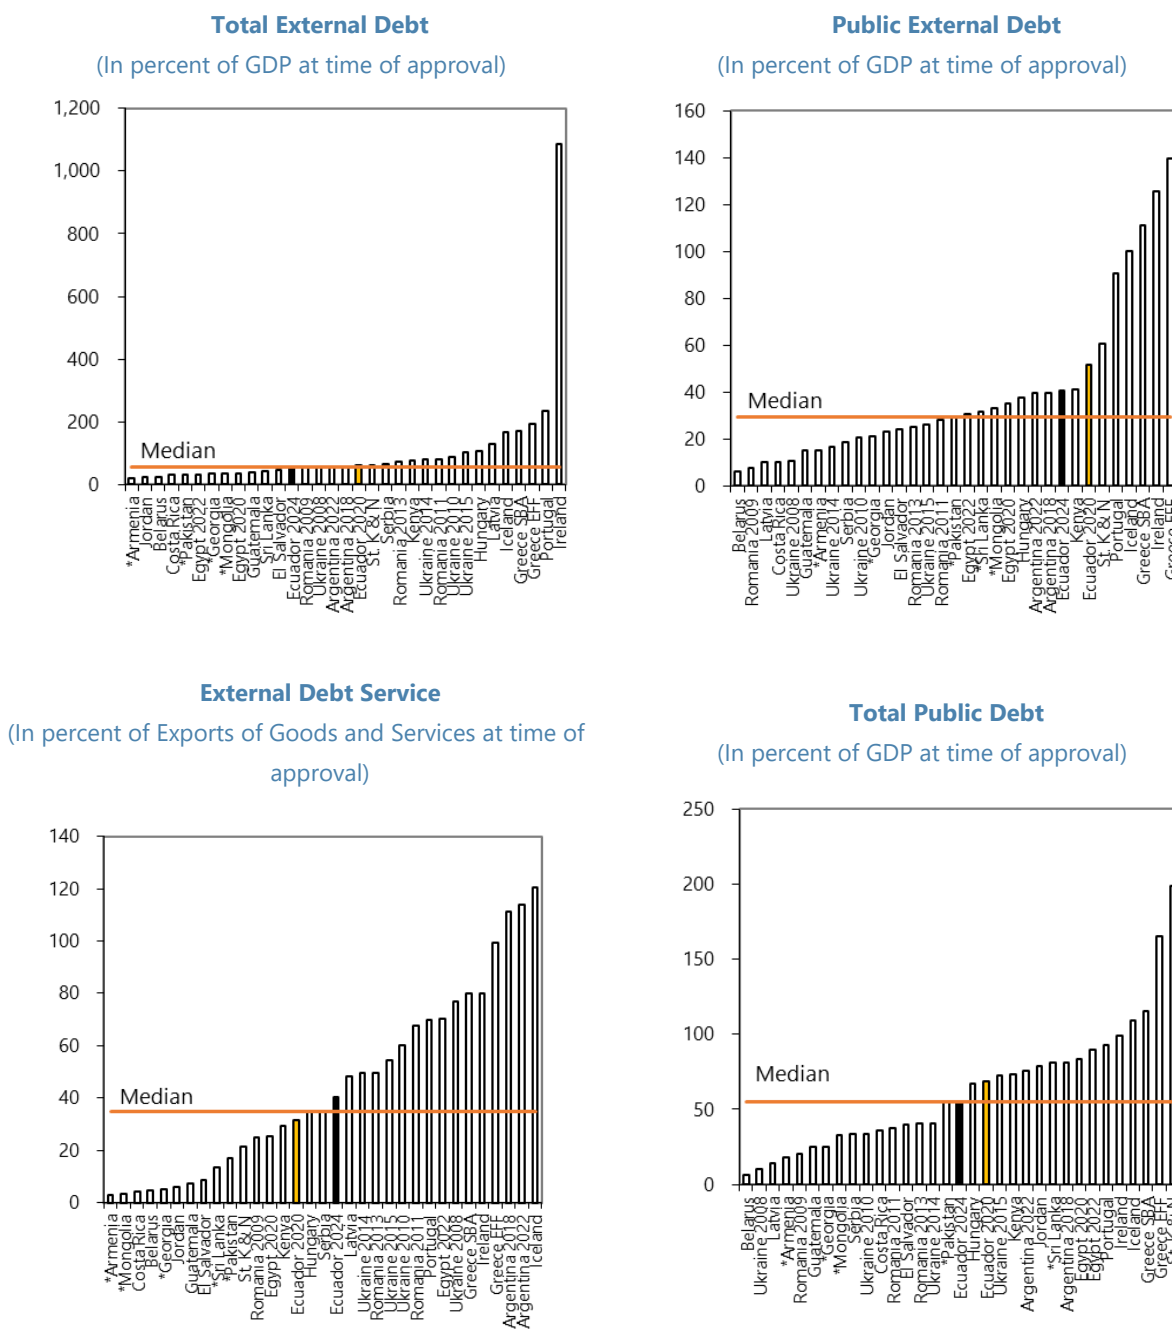 Total External Debt
(In percent of GDP at time of approval)
1,200
1,000
800
600
400
200
0
Median
*Armenia
Jordan
Belarus
Costa Rica
*Pakistan
Egypt 2022
*Georgia
*Mongolia
Egypt 2020
Guatemala
Sri Lanka
El Salvador
Ecuador 2024
Romania 2009
Ukraine 2008
Argentina 2022
Argentina 2018
Ecuador 2020
St. K & N
Serbia
Romania 2013
Kenya
Ukraine 2014
Romania 2011
Ukraine 2010
Ukraine 2015
Hungary
Latvia
Iceland
Greece SBA
Greece EFF
Portugal
Ireland
Public External Debt
(In percent of GDP at time of approval)
160
140
120
100
80
60
40
20
0
Median
Belarus
Romania 2009
Latvia
Costa Rica
Ukraine 2008
Guatemala
*Armenia
Ukraine 2014
Serbia
Ukraine 2010
*Georgia
Jordan
El Salvador
Romania 2013
Ukraine 2015
Romania 2011
*Pakistan
Egypt 2022
*Sri Lanka
*Mongolia
Egypt 2020
Hungary
Argentina 2022
Argentina 2018
Ecuador 2024
Kenya
Ecuador 2020
St. K & N
Portugal
Iceland
Greece SBA
Ireland
Greece EFF
External Debt Service
(In percent of Exports of Goods and Services at time of
approval)
140
120
100
80
60
40
20
0
Median
*Armenia
*Mongolia
Costa Rica
Belarus
*Georgia
Jordan
Guatemala
El Salvador
*Sri Lanka
*Pakistan
St. K & N
Romania 2009
Egypt 2020
Kenya
Ecuador 2020
Hungary
Serbia
Ecuador 2024
Latvia
Ukraine 2014
Romania 2013
Ukraine 2015
Ukraine 2010
Romania 2011
Portugal
Egypt 2022
Ukraine 2008
Greece SBA
Ireland
Greece EFF
Argentina 2018
Argentina 2022
Iceland
Total Public Debt
(In percent of GDP at time of approval)
250
200
150
100
50
0
Median
Belarus
Ukraine 2008
Latvia
*Armenia
Romania 2009
Guatemala
*Georgia
*Mongolia
Serbia
Ukraine 2010
Costa Rica
Romania 2011
El Salvador
Romania 2013
Ukraine 2014
*Pakistan
Ecuador 2024
Hungary
Ecuador 2020
Ukraine 2015
Kenya
Argentina 2022
Jordan
*Sri Lanka
Argentina 2018
Egypt 2020
Egypt 2022
Portugal
Ireland
Iceland
Greece SBA
Greece EFF